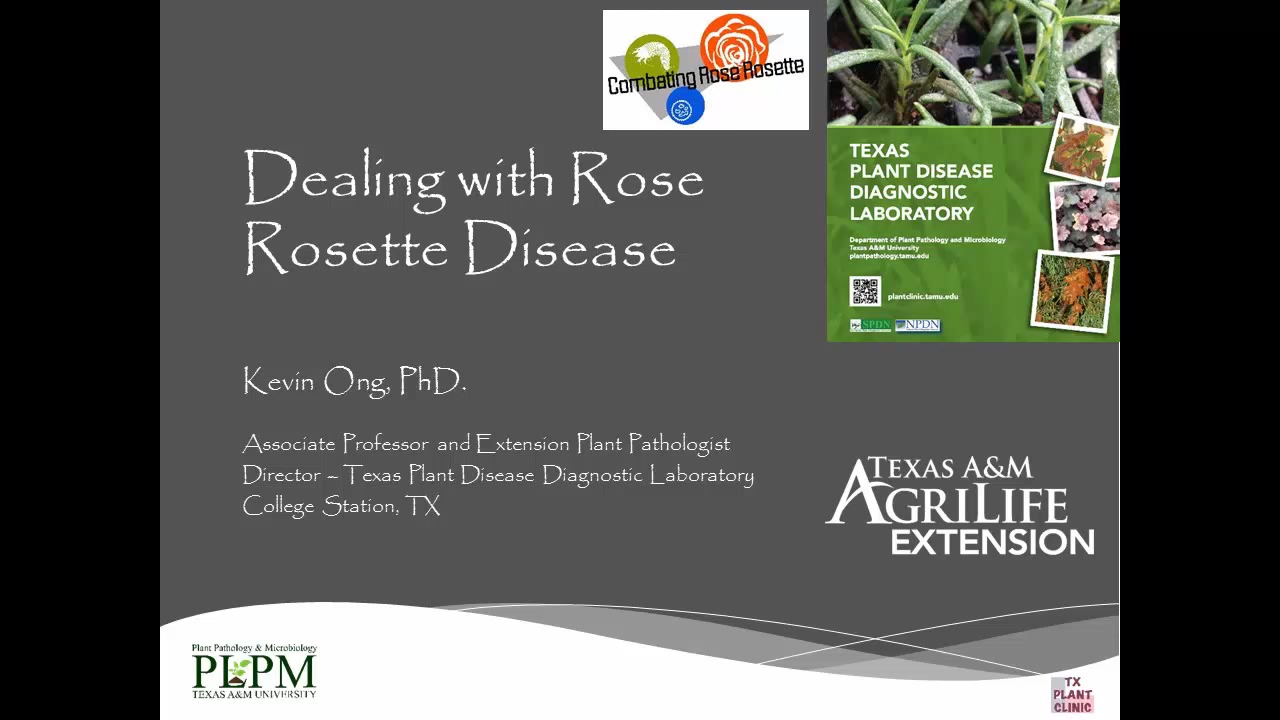 Combating Rose Rosette
Dealing with Rose
Rosette Disease
TEXAS
PLANT DISEASE
DIAGNOSTIC
LABORATORY
Department of Plant Pathology and Microbiology
Texas A&M University
plantpathology.tamu.edu
plantclinic.tamu.edu
SPDN
NPDN
Kevin Ong, PhD.
Associate Professor and Extension Plant Pathologist
Director – Texas Plant Disease Diagnostic Laboratory
College Station, TX
TEXAS A&M
AGRILIFE
EXTENSION
Plant Pathology & Microbiology
PLPM
TEXAS A&M UNIVERSITY
TX
PLANT
CLINIC